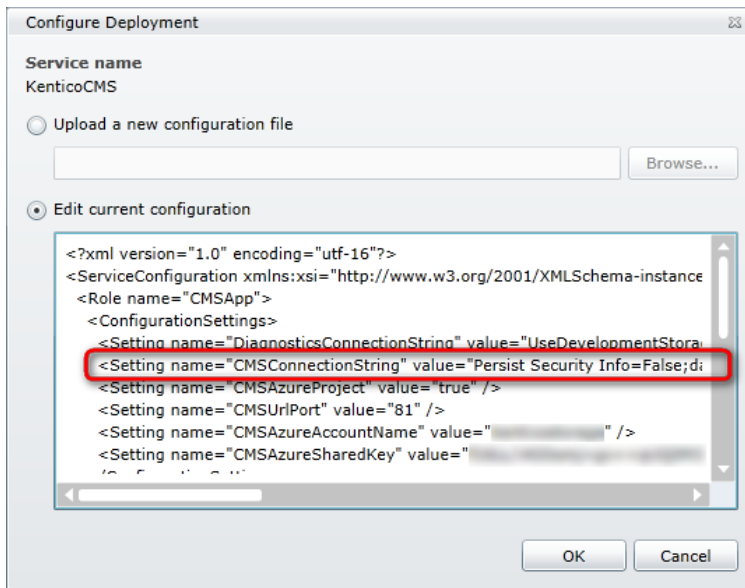 Configure Deployment
Service name
KenticoCMS
Upload a new configuration file
Browse...
Edit current configuration
<?xml version="1.0" encoding="utf-16"?>
<ServiceConfiguration xmlns:xsi="http://www.w3.org/2001/XMLSchema-instance
<Role name="CMSApp">
<ConfigurationSettings>
<Setting name="DiagnosticsConnectionString" value="UseDevelopmentStorag
<Setting name="CMSConnectionString" value="Persist Security Info=False;da
<Setting name="CMSAzureProject" value="true" />
<Setting name="CMSUrlPort" value="81" />
<Setting name="CMSAzureAccountName" value=" " />
<Setting name="CMSAzureSharedKey" value="
OK
Cancel